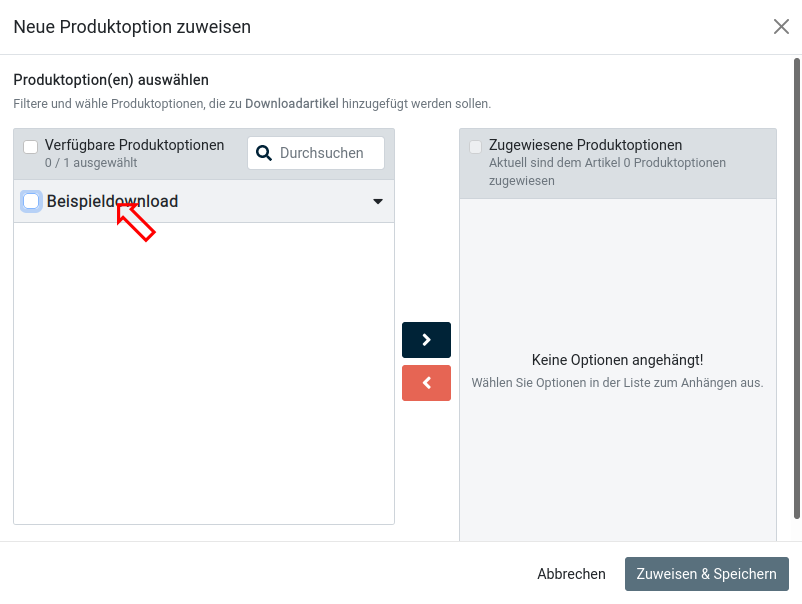 Neue Produktoption zuweisen
Produktoption(en) auswählen
Filtere und wähle Produktoptionen, die zu Downloadartikel hinzugefügt werden sollen.
Verfügbare Produktoptionen
0 / 1 ausgewählt
Durchsuchen
Beispieldownload
Zugewiesene Produktoptionen
Aktuell sind dem Artikel 0 Produktoptionen
zugewiesen
Keine Optionen angehängt!
Wählen Sie Optionen in der Liste zum Anhängen aus.
Abbrechen
Zuweisen & Speichern